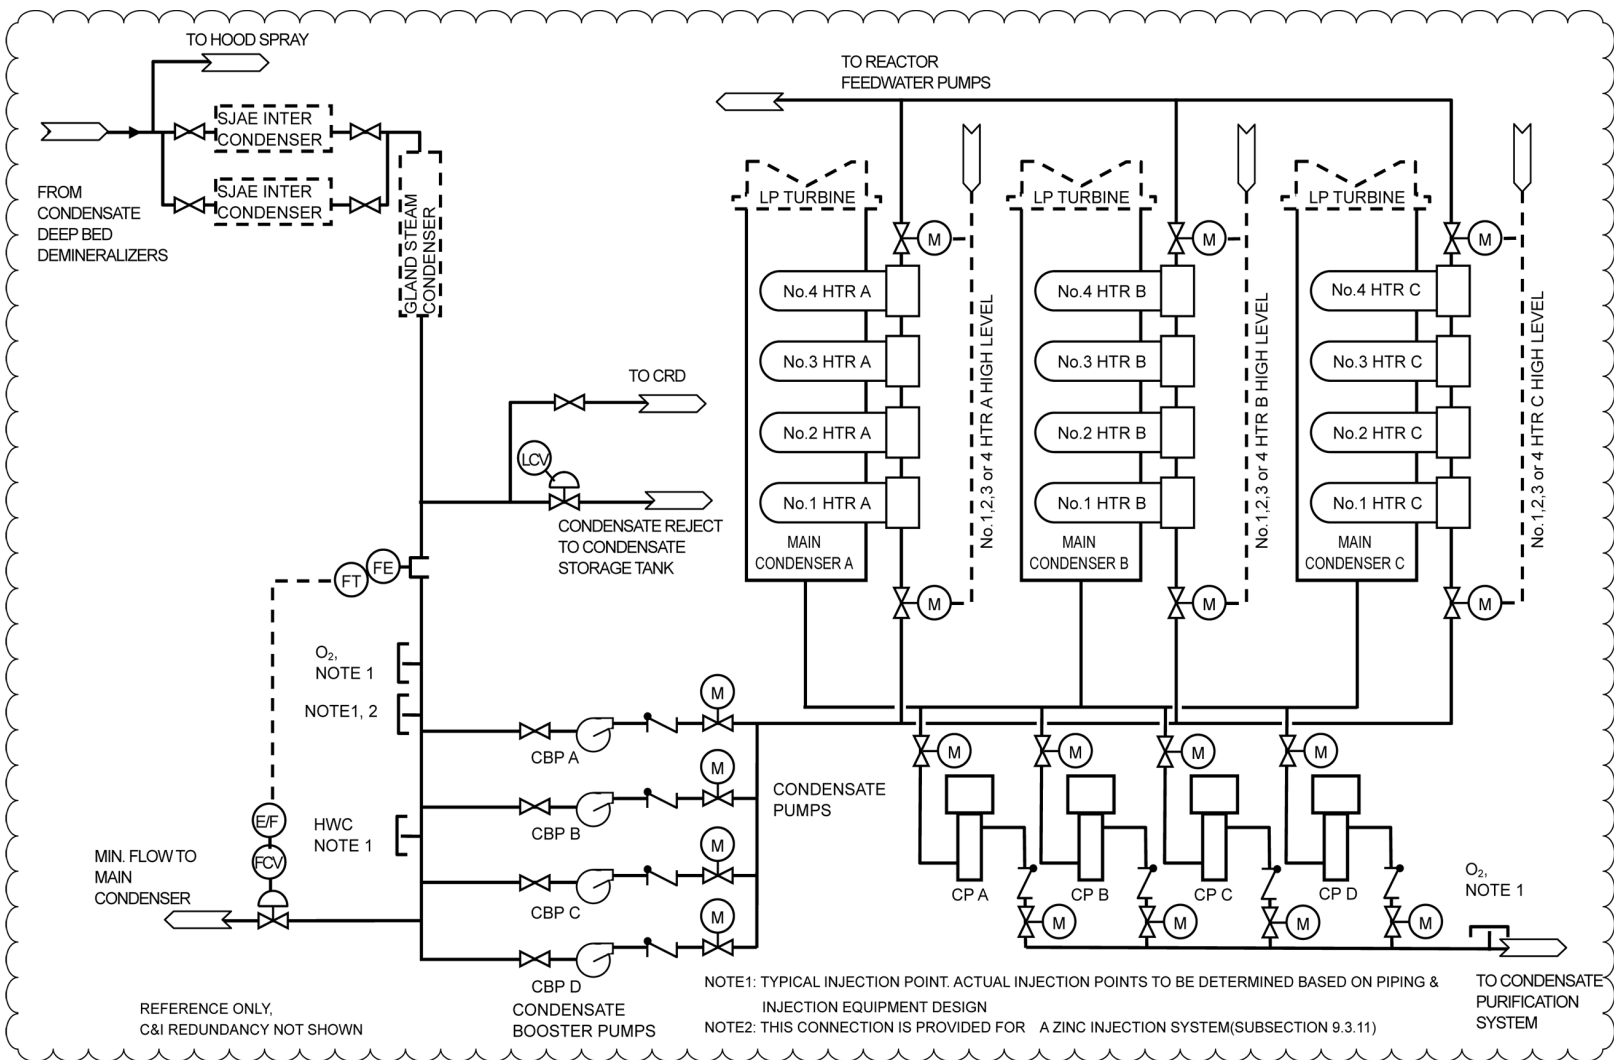 TO HOOD SPRAY
SJAE INTER
CONDENSER
SJAE INTER
CONDENSER
FROM
CONDENSATE
DEEP BED
DEMINERALIZERS
GLAND STEAM
CONDENSER
TO CRD
LCV
CONDENSATE REJECT
TO CONDENSATE
STORAGE TANK
FE
FT
O₂,
NOTE 1
NOTE1, 2
HWC
NOTE 1
E/F
FCV
MIN. FLOW TO
MAIN
CONDENSER
CBP A
M
CBP B
M
CBP C
M
CBP D
M
CONDENSATE
BOOSTER PUMPS
REFERENCE ONLY,
C&I REDUNDANCY NOT SHOWN
TO REACTOR
FEEDWATER PUMPS
LP TURBINE
M
No.4 HTR A
No.3 HTR A
No.2 HTR A
No.1 HTR A
MAIN
CONDENSER A
M
No.1,2,3 or 4 HTR A HIGH LEVEL
LP TURBINE
M
No.4 HTR B
No.3 HTR B
No.2 HTR B
No.1 HTR B
MAIN
CONDENSER B
M
No.1,2,3 or 4 HTR B HIGH LEVEL
LP TURBINE
M
No.4 HTR C
No.3 HTR C
No.2 HTR C
No.1 HTR C
MAIN
CONDENSER C
M
No.1,2,3 or 4 HTR C HIGH LEVEL
CONDENSATE
PUMPS
M
M
M
M
CP A
CP B
CP C
CP D
M
M
M
M
O₂,
NOTE 1
TO CONDENSATE
PURIFICATION
SYSTEM
NOTE1: TYPICAL INJECTION POINT. ACTUAL INJECTION POINTS TO BE DETERMINED BASED ON PIPING &
INJECTION EQUIPMENT DESIGN
NOTE2: THIS CONNECTION IS PROVIDED FOR A ZINC INJECTION SYSTEM(SUBSECTION 9.3.11)